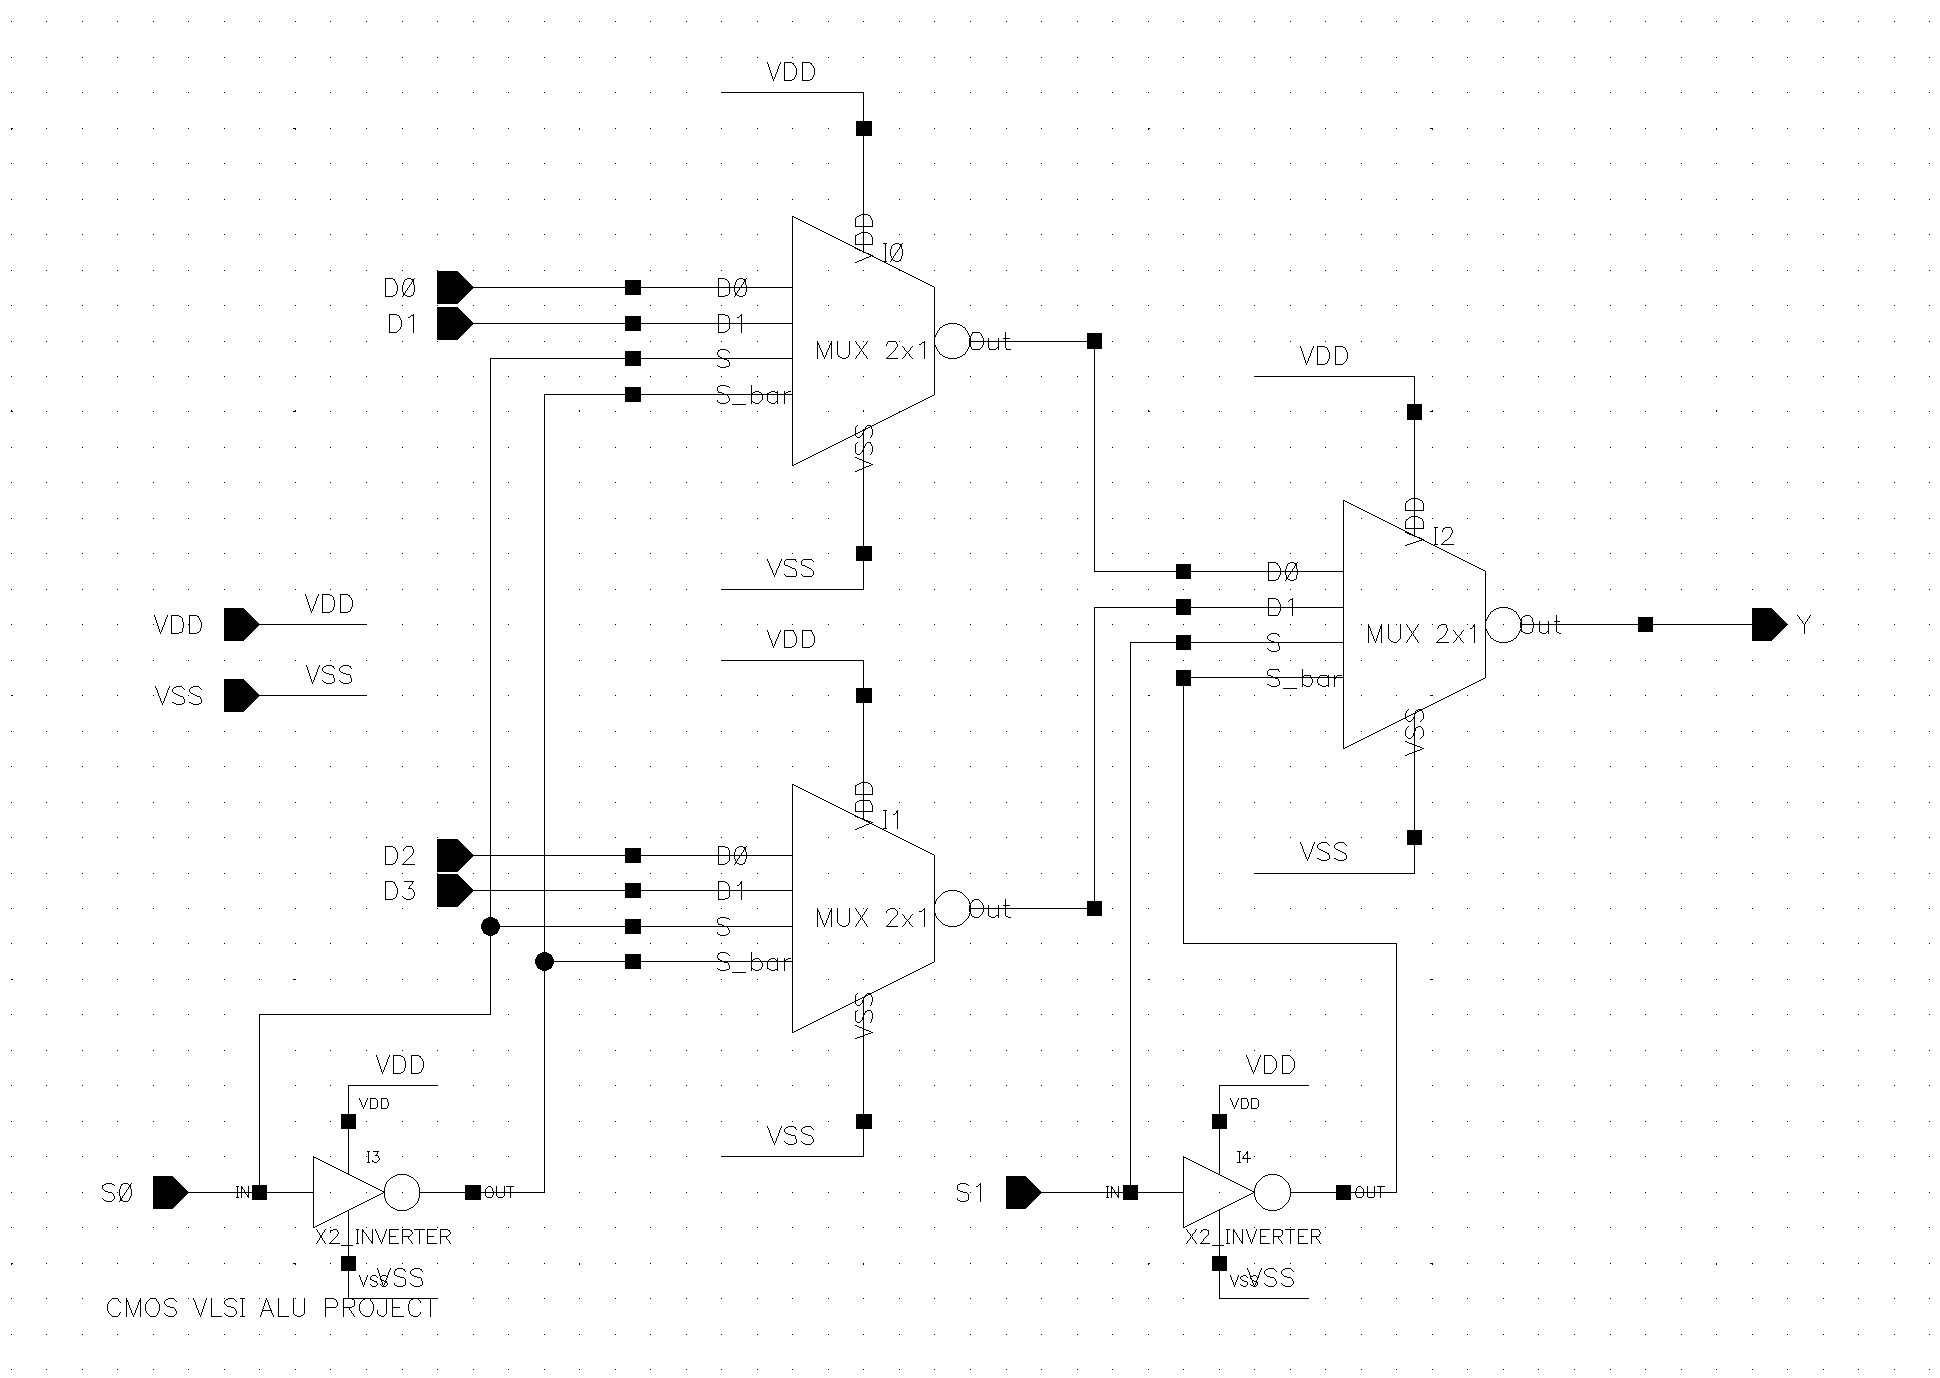 VDD
VDD
I0
D0
D0
D1
D1
S
MUX 2x1
Out
S_bar
VSS
VSS
VDD
VDD
I2
D0
D1
S
MUX 2x1
Out
Y
S_bar
VSS
VSS
VDD
VDD
VSS
VSS
VDD
VDD
I1
D2
D0
D3
D1
S
MUX 2x1
Out
S_bar
VSS
VSS
VDD
VDD
I3
S0
IN
OUT
X2_INVERTER
VSS
VSS
VDD
VDD
I4
S1
IN
OUT
X2_INVERTER
VSS
VSS
CMOS VLSI ALU PROJECT